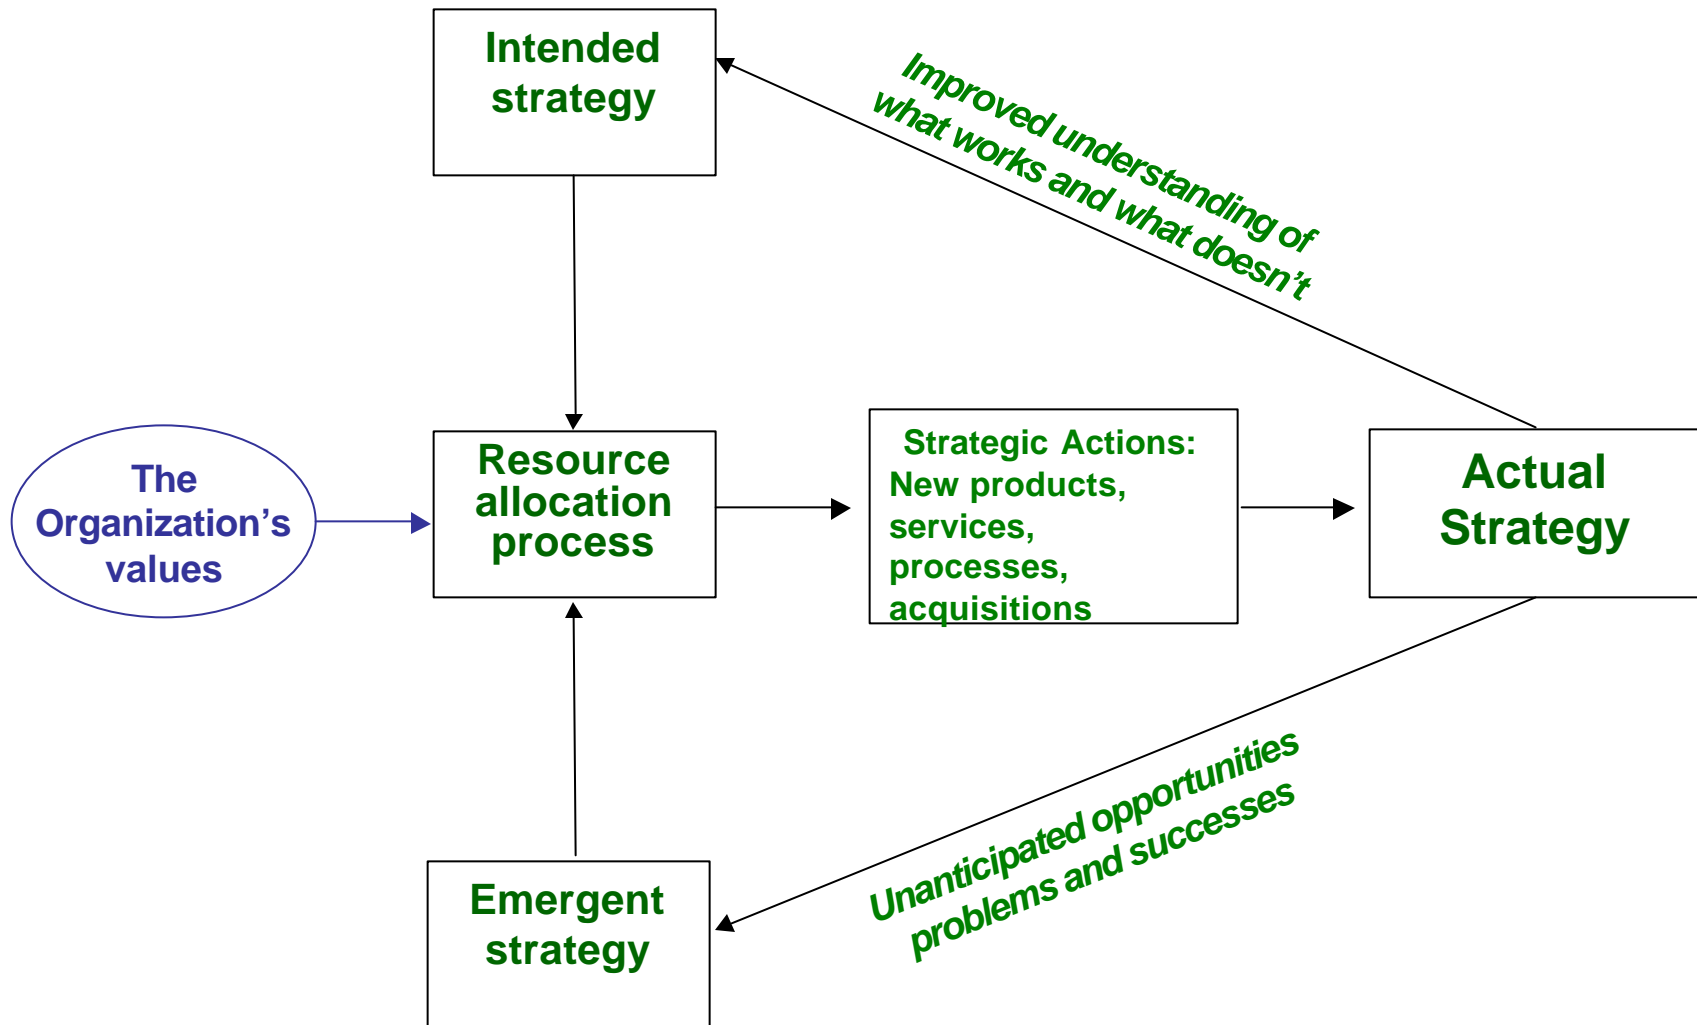 Intended
strategy
Improved understanding of
what works and what doesn’t
The
Organization’s
values
Resource
allocation
process
Strategic Actions:
New products,
services,
processes,
acquisitions
Actual
Strategy
Emergent
strategy
Unanticipated opportunities
problems and successes